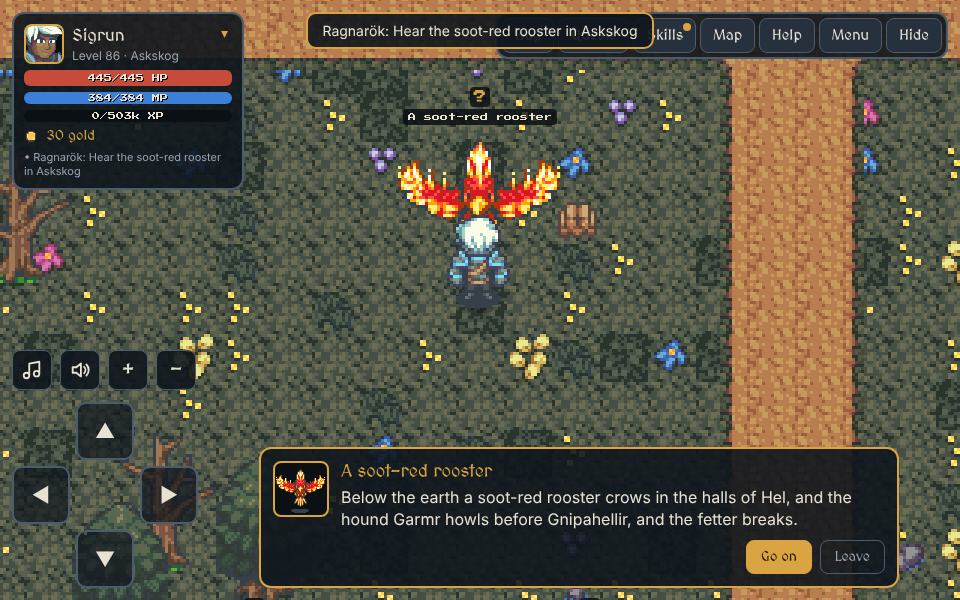 Sigrun
Level 86 · Askskog
445/445 HP
384/384 MP
0/503k XP
30 gold
• Ragnarök: Hear the soot-red rooster
in Askskog
Ragnarök: Hear the soot-red rooster in Askskog
Map
Help
Menu
Hide
?
A soot-red rooster
A soot-red rooster
Below the earth a soot-red rooster crows in the halls of Hel, and the
hound Garmr howls before Gnipahellir, and the fetter breaks.
Go on
Leave